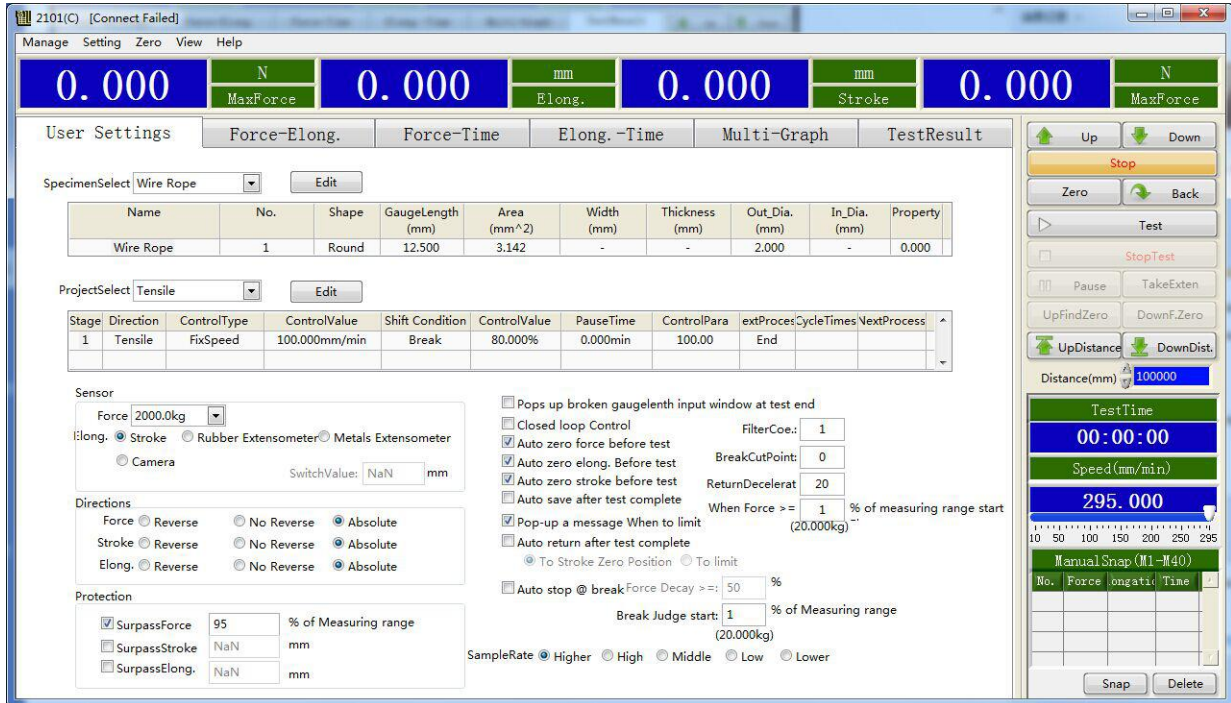 2101(C) [Connect Failed]
Manage Setting Zero View Help
0.000 N MaxForce 0.000 mm Elong. 0.000 mm Stroke 0.000 N MaxForce
User Settings Force-Elong. Force-Time Elong.-Time Multi-Graph TestResult
SpecimenSelect Wire Rope Edit
Name No. Shape GaugeLength (mm) Area (mm^2) Width (mm) Thickness (mm) Out_Dia. (mm) In_Dia. (mm) Property
Wire Rope 1 Round 12.500 3.142 - - 2.000 - 0.000
ProjectSelect Tensile Edit
Stage Direction ControlType ControlValue Shift Condition ControlValue PauseTime ControlPara extProces CycleTimes NextProcess
1 Tensile FixSpeed 100.000mm/min Break 80.000% 0.000min 100.00 End
Sensor
Force 2000.0kg
Elong. Stroke Rubber Extensometer Metals Extensometer
Camera
SwitchValue: NaN mm
Directions
Force Reverse No Reverse Absolute
Stroke Reverse No Reverse Absolute
Elong. Reverse No Reverse Absolute
Protection
SurpassForce 95 % of Measuring range
SurpassStroke NaN mm
SurpassElong. NaN mm
Pops up broken gaugelenth input window at test end
Closed loop Control
Auto zero force before test
Auto zero elong. Before test
Auto zero stroke before test
Auto save after test complete
Pop-up a message When to limit
Auto return after test complete
To Stroke Zero Position To limit
Auto stop @ break Force Decay >=: 50 %
FilterCoe.: 1
BreakCutPoint: 0
ReturnDecelerat 20
When Force >= 1 % of measuring range start
(20.000kg)
Break Judge start: 1 % of Measuring range
(20.000kg)
SampleRate Higher High Middle Low Lower
Up Down
Stop
Zero Back
Test
StopTest
Pause TakeExten
UpFindZero DownF.Zero
UpDistance DownDist.
Distance(mm) 100000
TestTime
00:00:00
Speed(mm/min)
295.000
10 50 100 150 200 250 295
ManualSnap(M1-M40)
No. Force longatic Time
Snap Delete